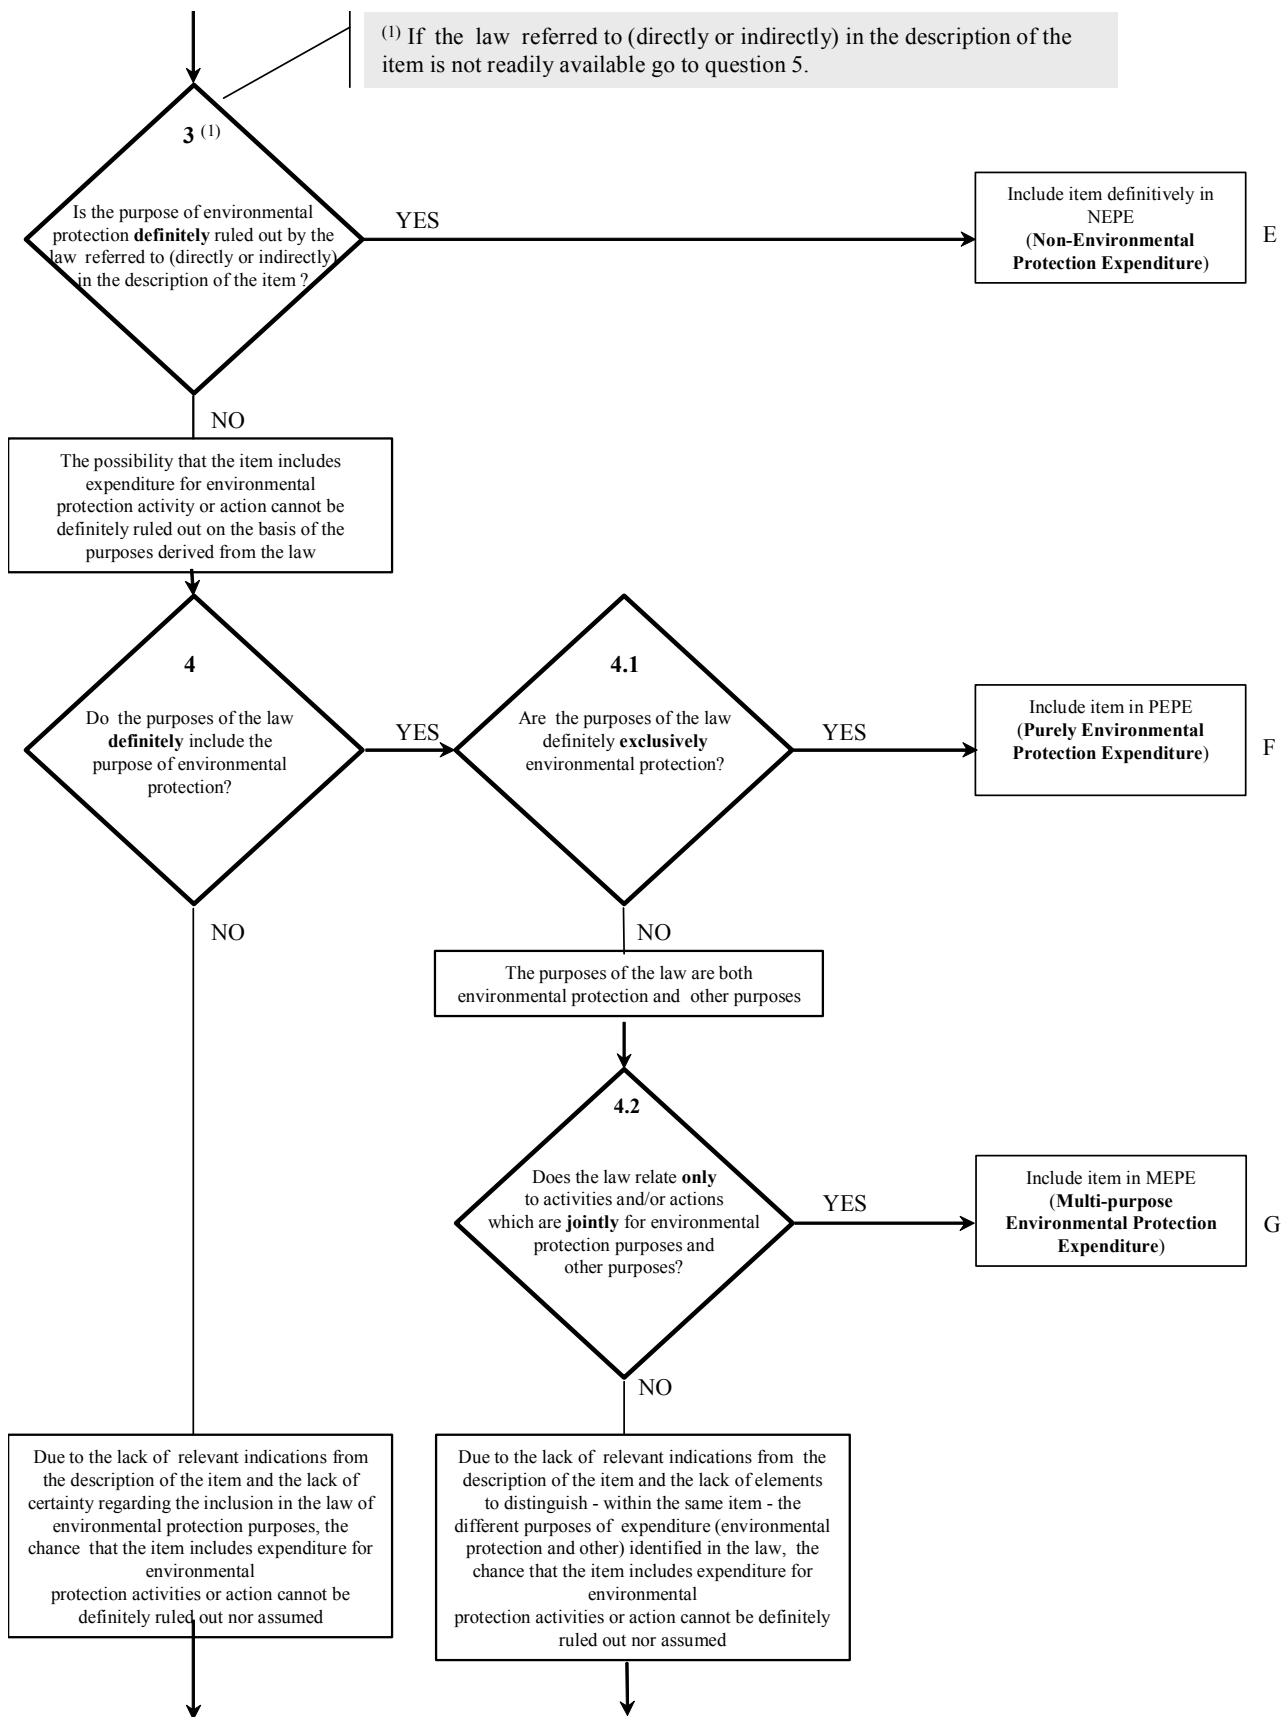 (1) If the law referred to (directly or indirectly) in the description of the
item is not readily available go to question 5.
3 (1)
Is the purpose of environmental
protection definitely ruled out by the
law referred to (directly or indirectly)
in the description of the item ?
YES
Include item definitively in
NEPE
(Non-Environmental
Protection Expenditure)
E
NO
The possibility that the item includes
expenditure for environmental
protection activity or action cannot be
definitely ruled out on the basis of the
purposes derived from the law
4
Do the purposes of the law
definitely include the
purpose of environmental
protection?
YES
4.1
Are the purposes of the law
definitely exclusively
environmental protection?
YES
Include item in PEPE
(Purely Environmental
Protection Expenditure)
F
NO
NO
The purposes of the law are both
environmental protection and other purposes
4.2
Does the law relate only
to activities and/or actions
which are jointly for environmental
protection purposes and
other purposes?
YES
Include item in MEPE
(Multi-purpose
Environmental Protection
Expenditure)
G
NO
Due to the lack of relevant indications from
the description of the item and the lack of
certainty regarding the inclusion in the law of
environmental protection purposes, the
chance that the item includes expenditure for
environmental
protection activities or action cannot be
definitely ruled out nor assumed
Due to the lack of relevant indications from the
description of the item and the lack of elements
to distinguish - within the same item - the
different purposes of expenditure (environmental
protection and other) identified in the law, the
chance that the item includes expenditure for
environmental
protection activities or action cannot be definitely
ruled out nor assumed